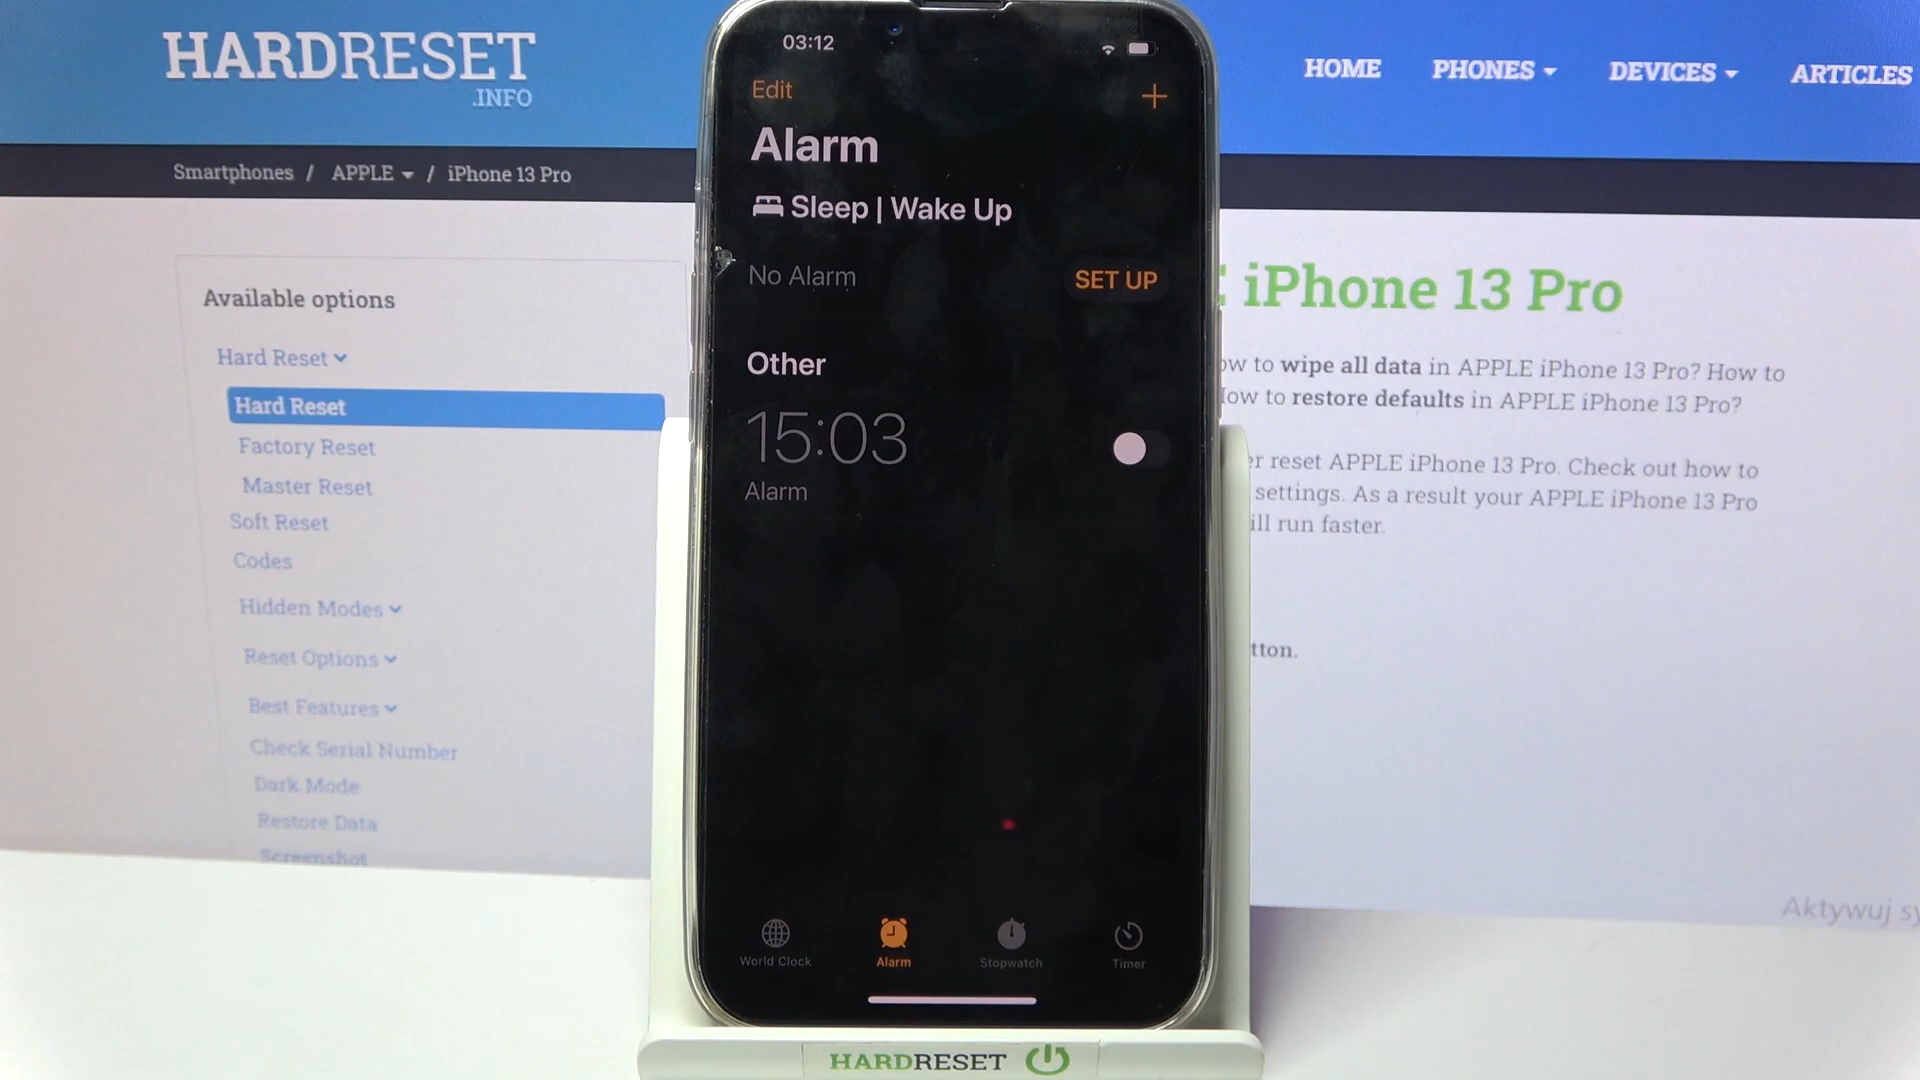 HARDRESET
.INFO
HOME PHONES DEVICES ARTICLES
Smartphones / APPLE / iPhone 13 Pro
Available options
Hard Reset
Hard Reset
Factory Reset
Master Reset
Soft Reset
Codes
Hidden Modes
Reset Options
Best Features
Check Serial Number
Dark Mode
Restore Data
Screenshot
03:12
Edit +
Alarm
Sleep | Wake Up
No Alarm SET UP
Other
15:03
Alarm
World Clock Alarm Stopwatch Timer
HARDRESET
iPhone 13 Pro
to wipe all data in APPLE iPhone 13 Pro? How to
to restore defaults in APPLE iPhone 13 Pro?
reset APPLE iPhone 13 Pro. Check out how to
settings. As a result your APPLE iPhone 13 Pro
run faster.
Aktywuj